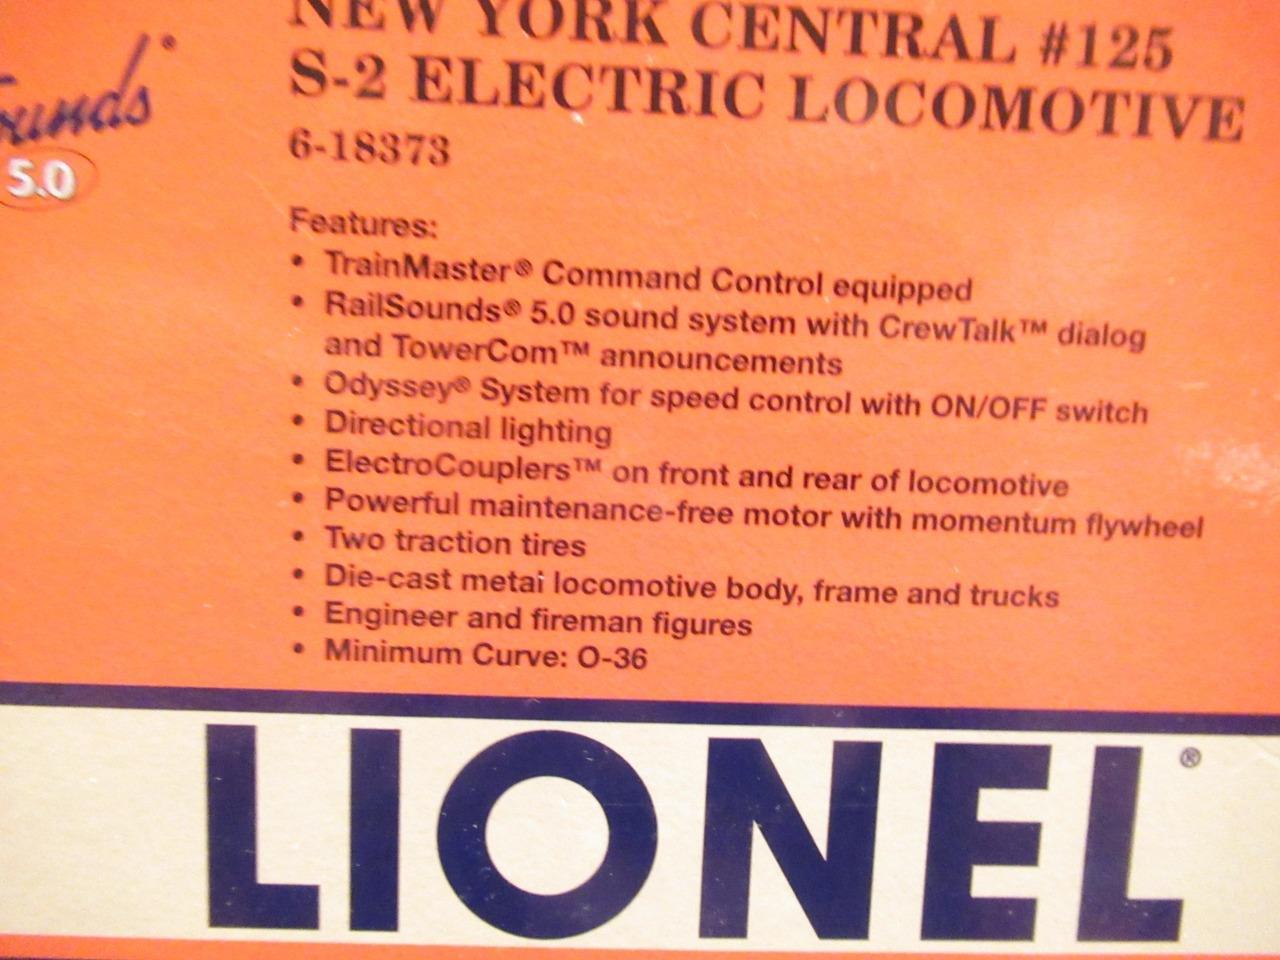 NEW YORK CENTRAL #125
S-2 ELECTRIC LOCOMOTIVE
6-18373
ounds
5.0
Features:
• TrainMaster® Command Control equipped
• RailSounds® 5.0 sound system with CrewTalk™ dialog
and TowerCom™ announcements
• Odyssey® System for speed control with ON/OFF switch
• Directional lighting
• ElectroCouplers™ on front and rear of locomotive
• Powerful maintenance-free motor with momentum flywheel
• Two traction tires
• Die-cast metal locomotive body, frame and trucks
• Engineer and fireman figures
• Minimum Curve: O-36
LIONEL®